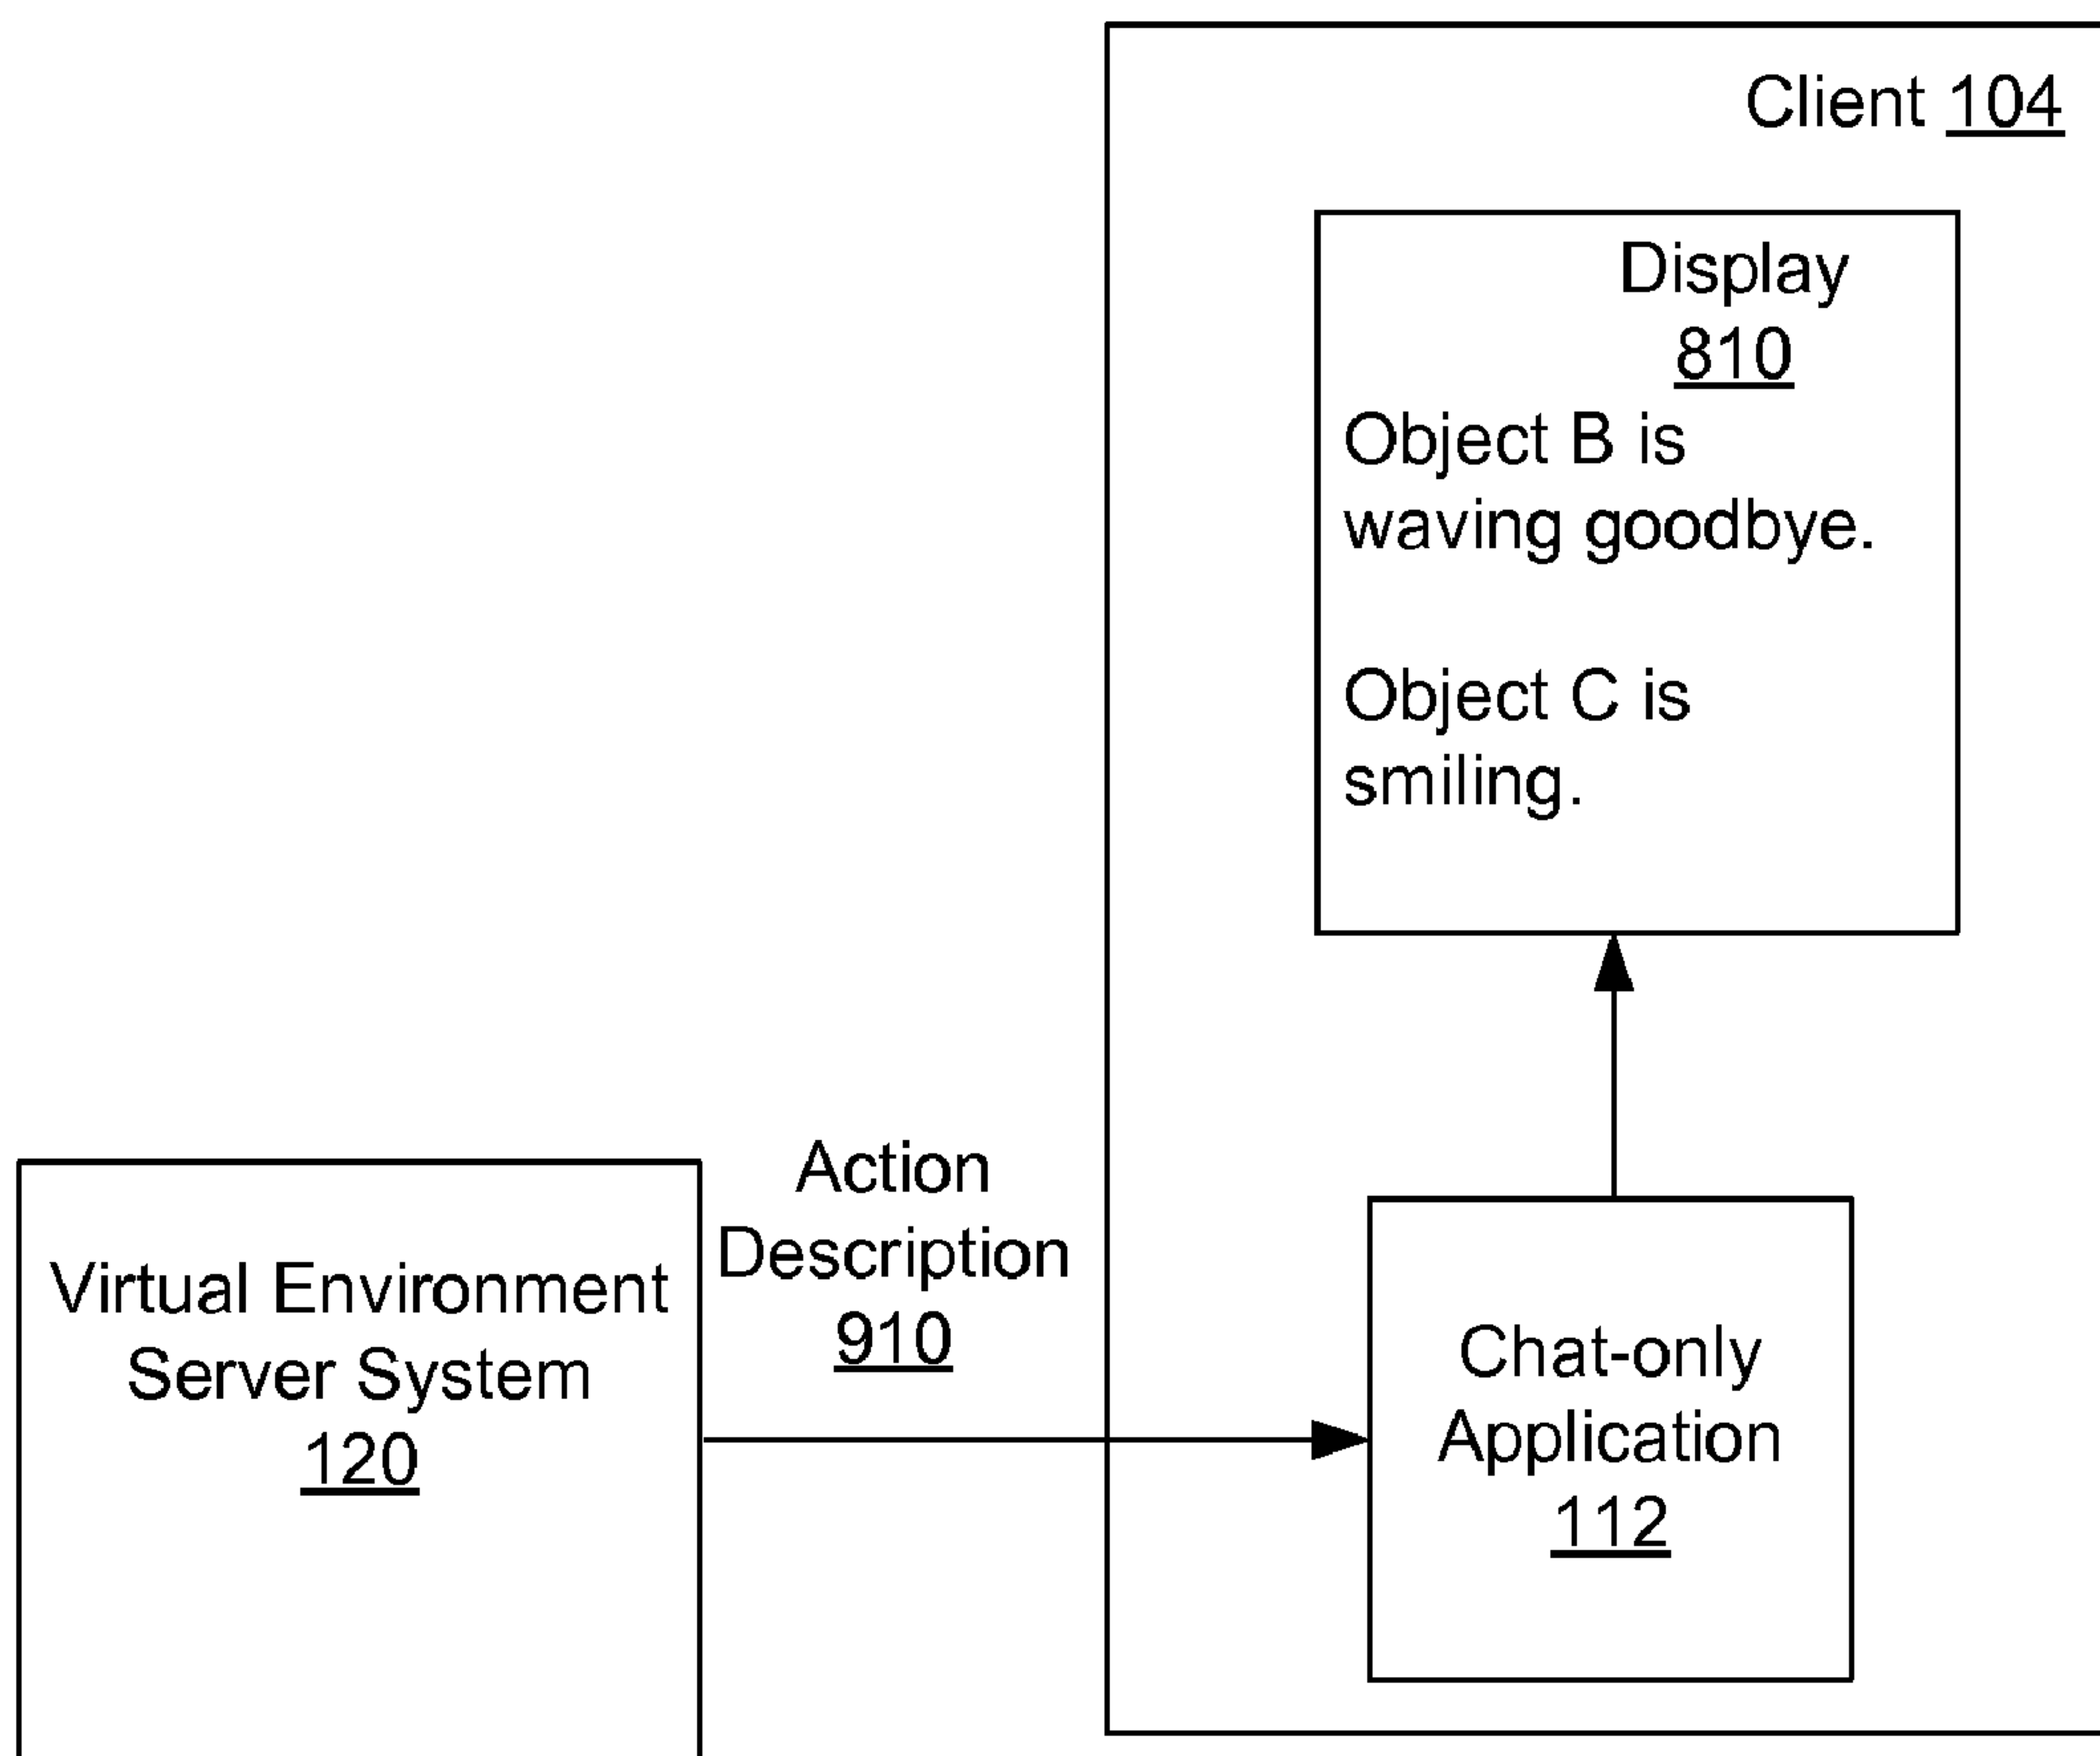 Client 104
Display
810
Object B is
waving goodbye.
Object C is
smiling.
Action
Description
910
Virtual Environment
Server System
120
Chat-only
Application
112